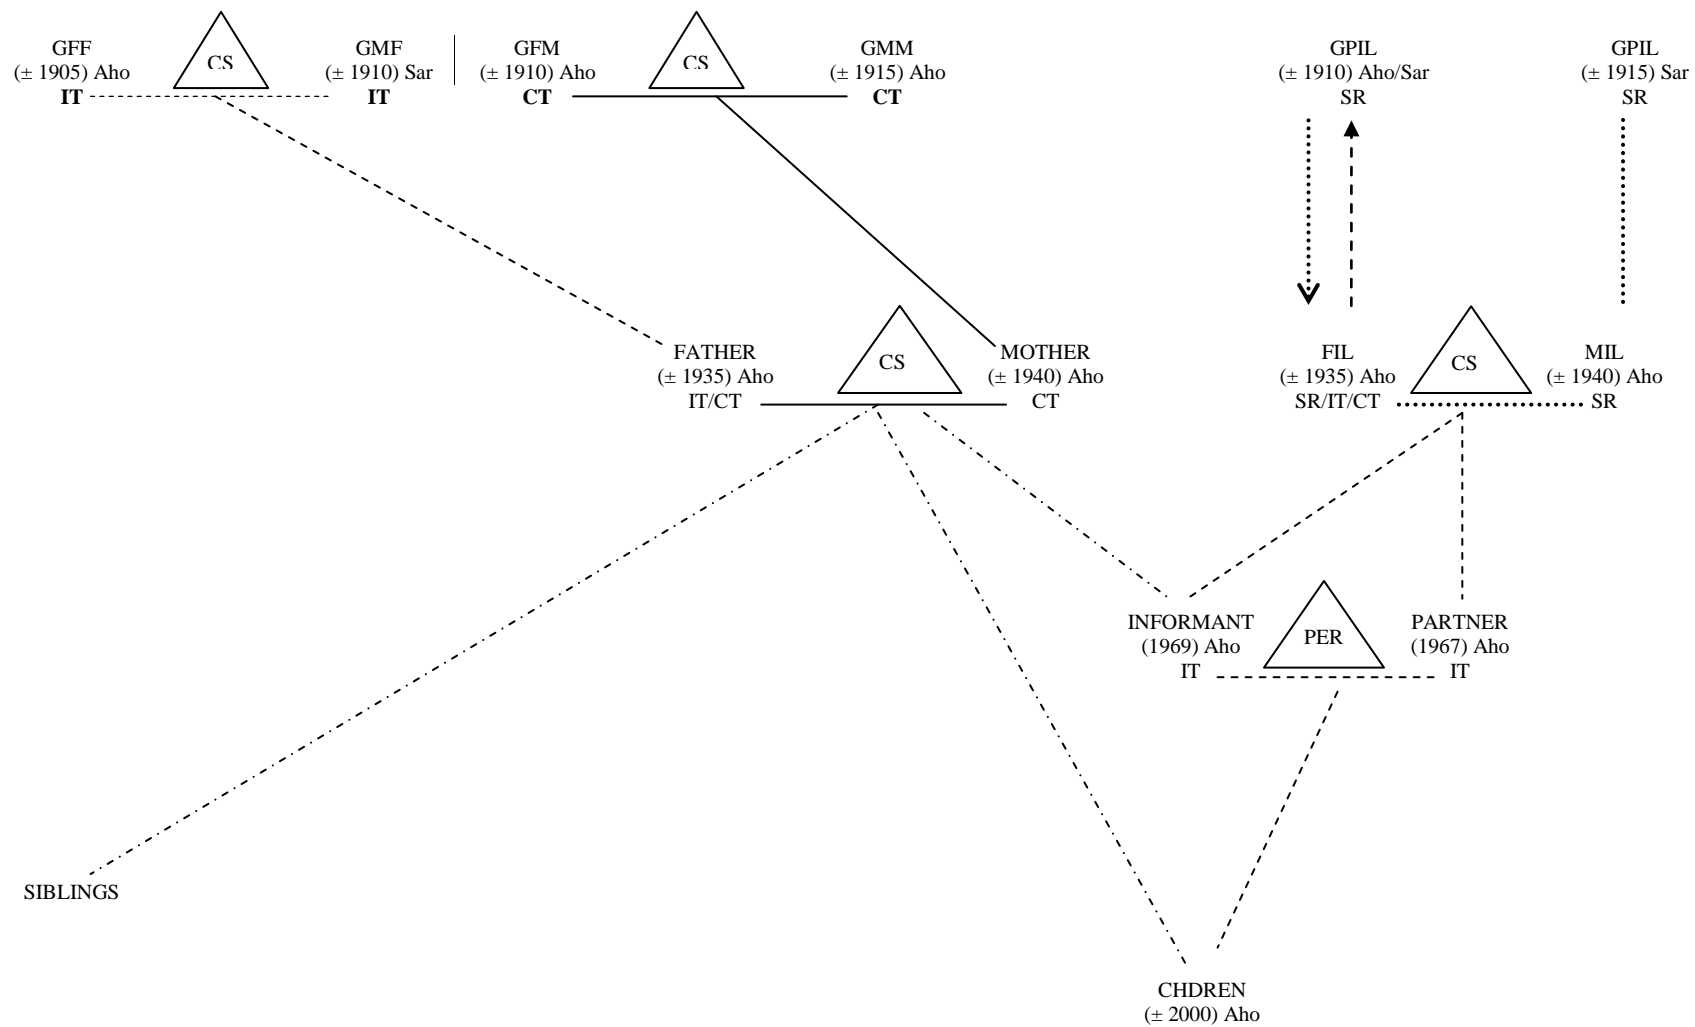 GFF
(± 1905) Aho
IT
CS
GMF
(± 1910) Sar
IT
GFM
(± 1910) Aho
CT
CS
GMM
(± 1915) Aho
CT
GPIL
(± 1910) Aho/Sar
SR
GPIL
(± 1915) Sar
SR
FATHER
(± 1935) Aho
IT/CT
CS
MOTHER
(± 1940) Aho
CT
FIL
(± 1935) Aho
SR/IT/CT
CS
MIL
(± 1940) Aho
SR
INFORMANT
(1969) Aho
IT
PER
PARTNER
(1967) Aho
IT
SIBLINGS
CHDREN
(± 2000) Aho